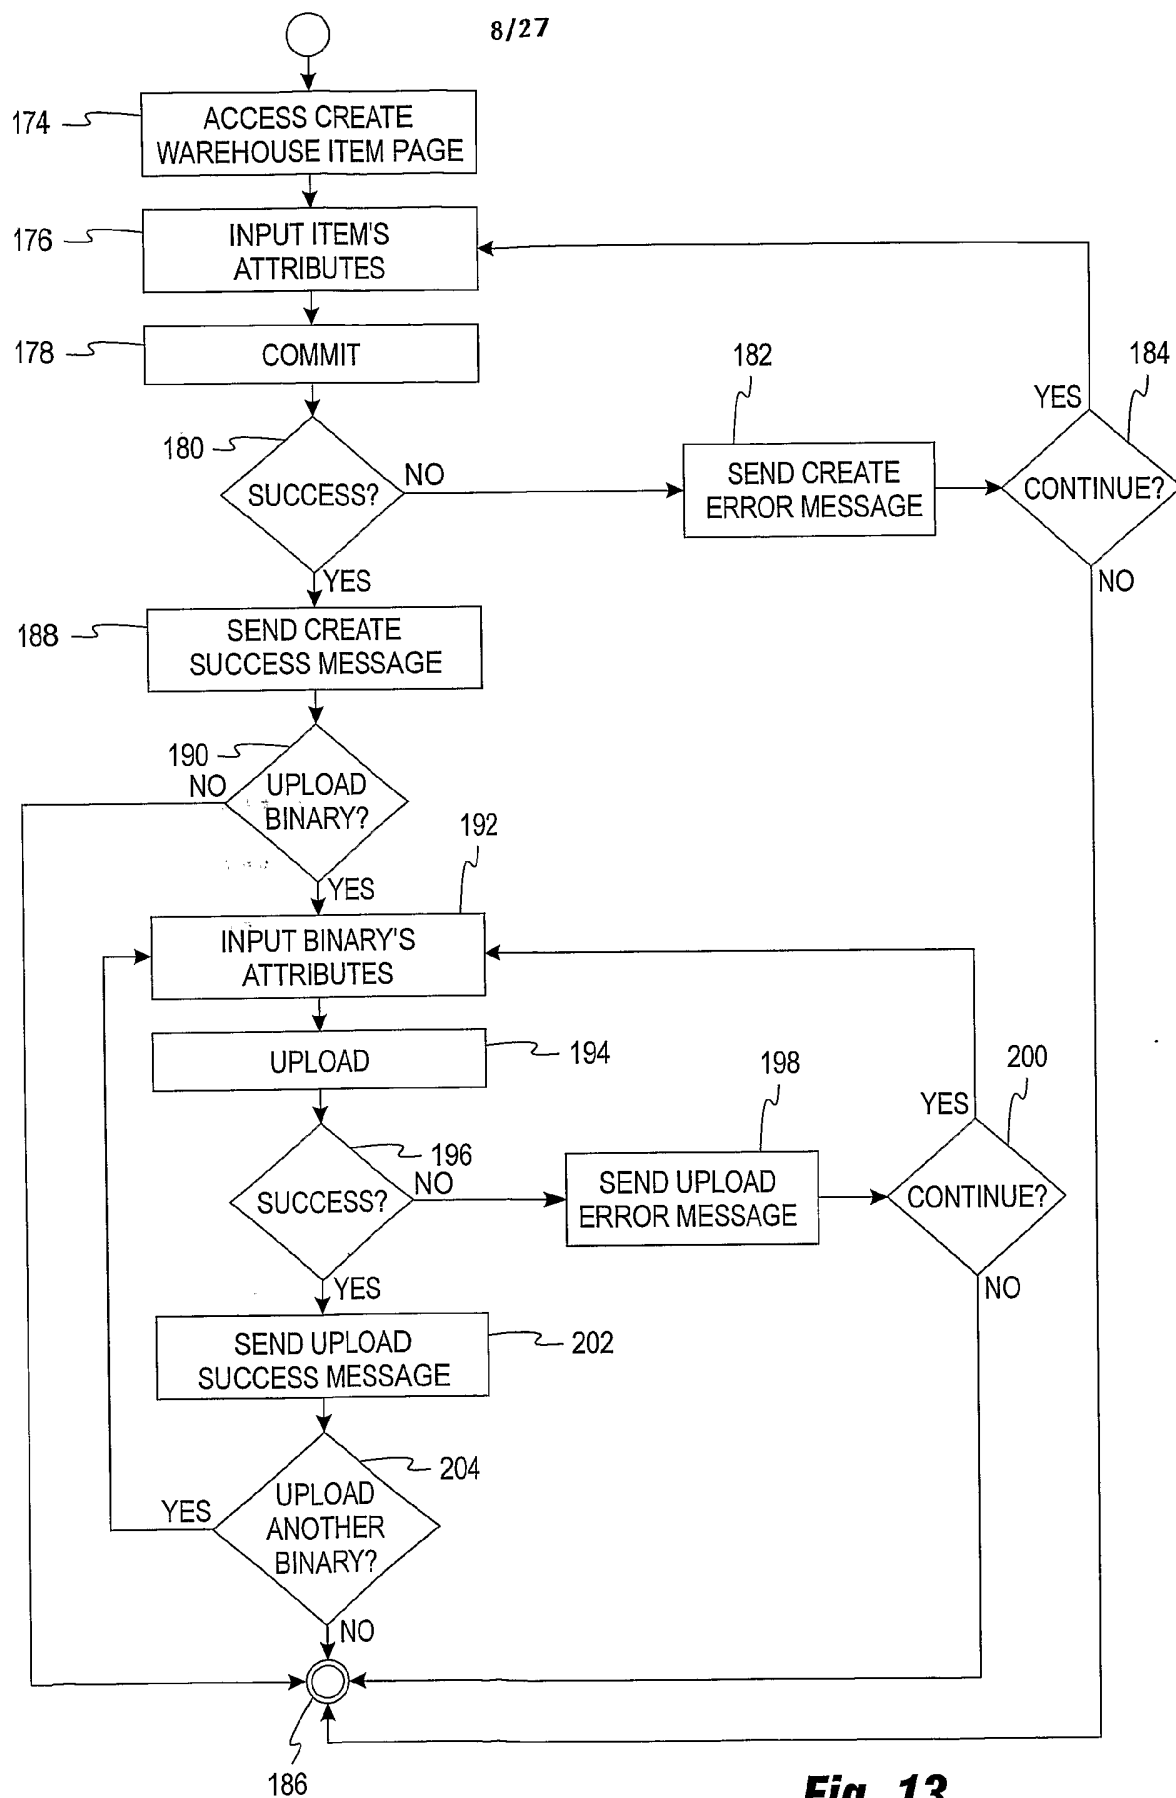 8/27
174
ACCESS CREATE
WAREHOUSE ITEM PAGE
176
INPUT ITEM'S
ATTRIBUTES
178
COMMIT
182
184
YES
180
SUCCESS?
NO
SEND CREATE
ERROR MESSAGE
CONTINUE?
YES
NO
188
SEND CREATE
SUCCESS MESSAGE
190
NO
UPLOAD
BINARY?
192
YES
INPUT BINARY'S
ATTRIBUTES
UPLOAD
194
198
200
YES
196
SUCCESS?
NO
SEND UPLOAD
ERROR MESSAGE
CONTINUE?
YES
NO
SEND UPLOAD
SUCCESS MESSAGE
202
204
YES
UPLOAD
ANOTHER
BINARY?
NO
186
Fig. 13